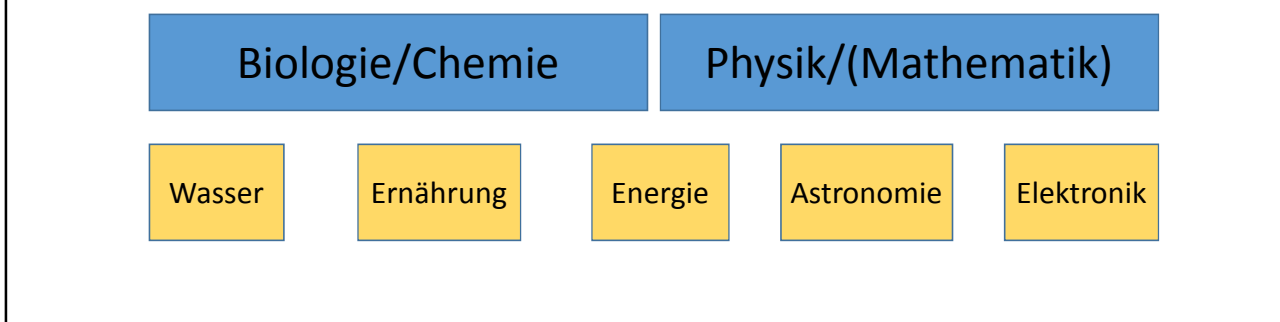 Biologie/Chemie
Physik/(Mathematik)
Wasser
Ernährung
Energie
Astronomie
Elektronik